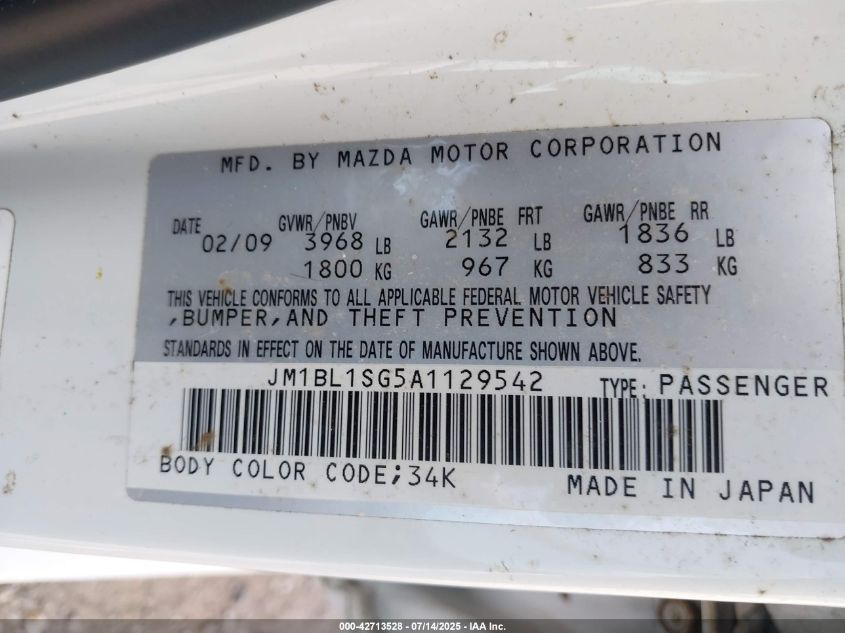 MFD. BY MAZDA MOTOR CORPORATION
DATE GVWR/PNBV GAWR/PNBE FRT GAWR/PNBE RR
02/09 3968 LB 2132 LB 1836 LB
1800 KG 967 KG 833 KG
THIS VEHICLE CONFORMS TO ALL APPLICABLE FEDERAL MOTOR VEHICLE SAFETY
,BUMPER,AND THEFT PREVENTION
STANDARDS IN EFFECT ON THE DATE OF MANUFACTURE SHOWN ABOVE.
JM1BL1SG5A1129542 TYPE: PASSENGER
BODY COLOR CODE;34K MADE IN JAPAN
000-42713528 - 07/14/2025 - IAA Inc.